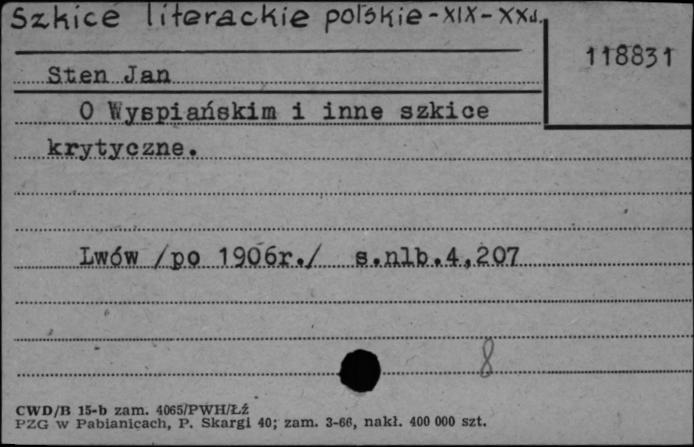 Szkice literackie polskie-XIX-XXw.
118831
Sten Jan
O Wyspiańskim i inne szkice
krytyczne.
Lwów /po 1906r./ s.nlb.4,207
8
CWD/B 15-b zam. 4065/PWH/Łź
PZG w Pabianicach, P. Skargi 40; zam. 3-66, nakł. 400 000 szt.